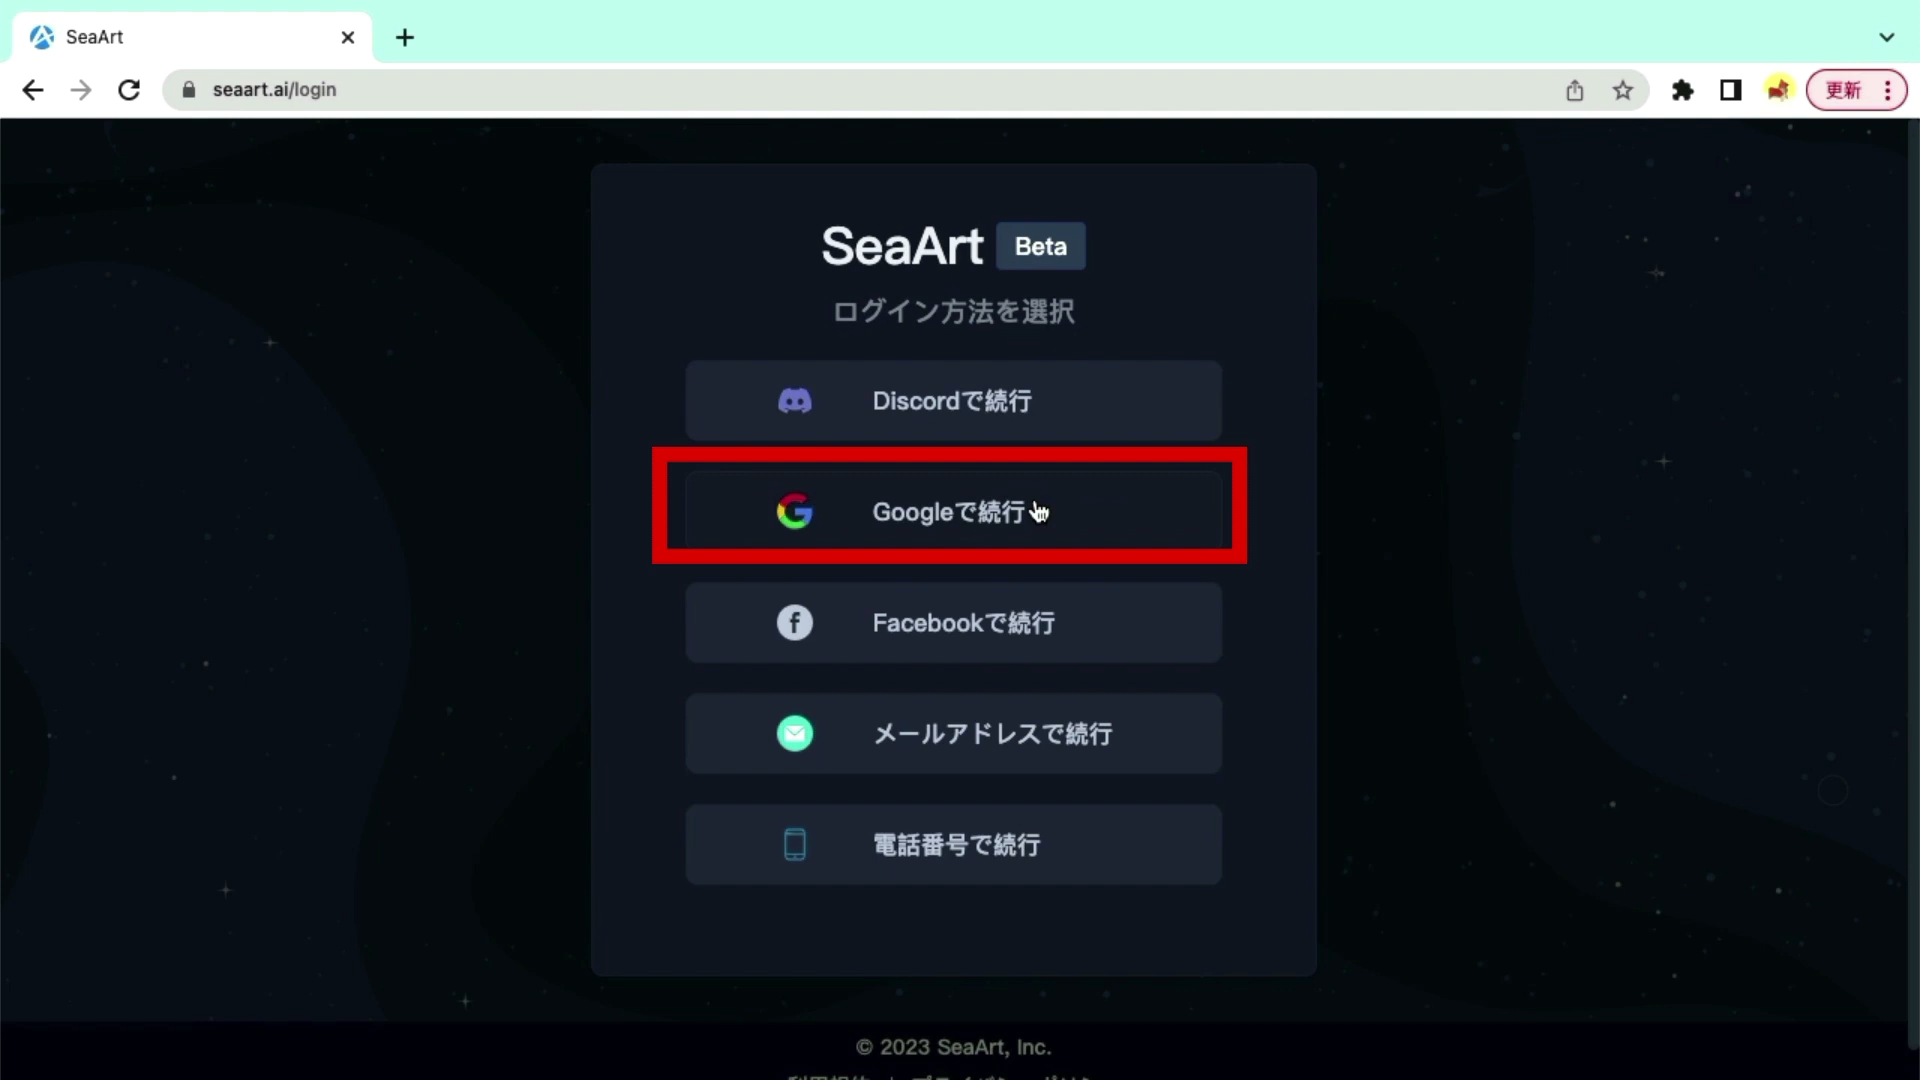 SeaArt
seaart.ai/login
更新
SeaArt Beta
ログイン方法を選択
Discordで続行
Googleで続行
Facebookで続行
メールアドレスで続行
電話番号で続行
© 2023 SeaArt, Inc.